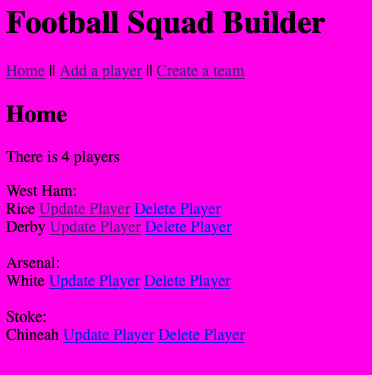 Football Squad Builder
Home || Add a player || Create a team
Home
There is 4 players
West Ham:
Rice Update Player Delete Player
Derby Update Player Delete Player
Arsenal:
White Update Player Delete Player
Stoke:
Chineah Update Player Delete Player